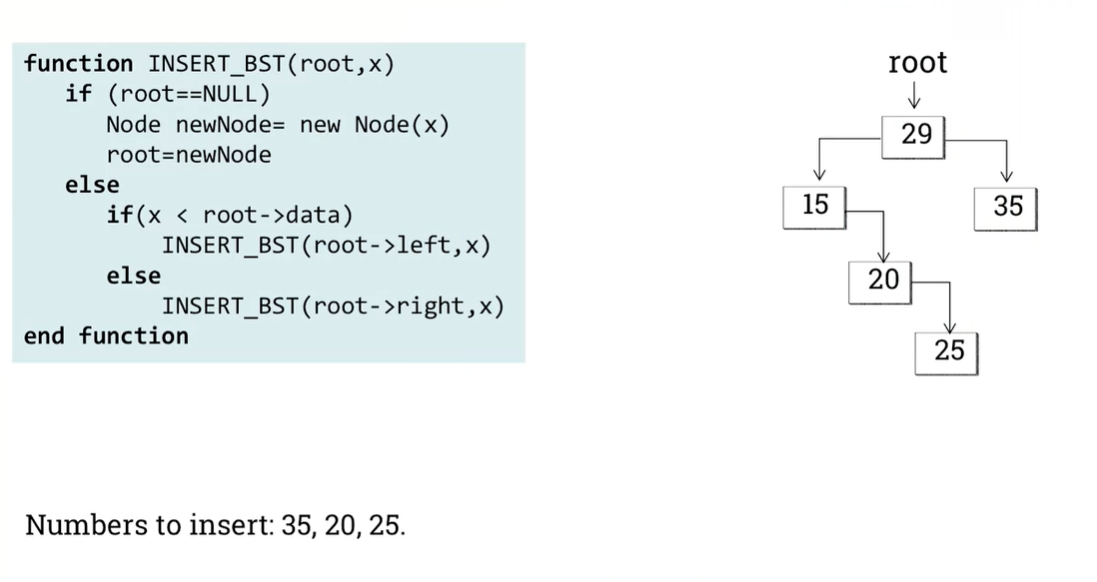 function INSERT_BST(root,x)
if (root==NULL)
Node newNode= new Node(x)
root=newNode
else
if(x < root->data)
INSERT_BST(root->left,x)
else
INSERT_BST(root->right,x)
end function
root
29
15
35
20
25
Numbers to insert: 35, 20, 25.